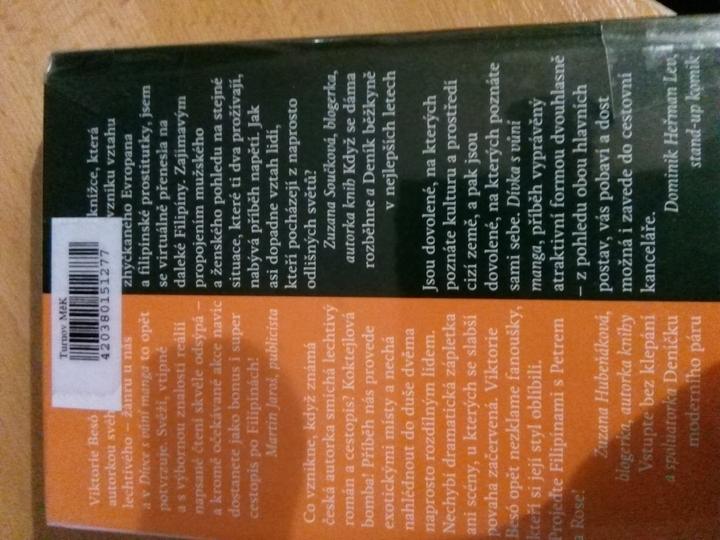 Viktorie Besó
autorkou svěh
lechtivého – žánru u nás
a v Dívce s vůní manga to opět
potvrzuje. Svěží, vtipně
a s výbornou znalostí reálií
napsané čtení skvěle odsýpá –
a kromě očekávané akce navíc
dostanete jako bonus i super
cestopis po Filipínách!
Martin Jaroš, publicista
Co vznikne, když známá
česká autorka smíchá lechtivý
román a cestopis? Koktejlová
bomba! Příběh nás provede
exotickými místy a nechá
nahlédnout do duše dvěma
naprosto rozdílným lidem.
Nechybí dramatická zápletka
ani scény, u kterých se slabší
povaha začervená. Viktorie
Besó opět nezklame fanoušky,
kteří si její styl oblíbili.
Projeďte Filipínami s Petrem
a Rose!
Zuzana Hubeňáková,
blogerka, autorka knihy
Vstupte bez klepání
a spoluautorka Deníčku
moderního páru
knížce, která
vzniku vztahu
zhýčkaného Evropana
a filipínské prostitutky, jsem
se virtuálně přenesla na
daleké Filipíny. Zajímavým
propojením mužského
a ženského pohledu na stejné
situace, které ti dva prožívají,
nabývá příběh napětí. Jak
asi dopadne vztah lidí,
kteří pocházejí z naprosto
odlišných světů?
Zuzana Součková, blogerka,
autorka knih Když se dáma
rozběhne a Deník běžkyně
v nejlepších letech
Jsou dovolené, na kterých
poznáte kulturu a prostředí
cizí země, a pak jsou
dovolené, na kterých poznáte
sami sebe. Dívka s vůní
manga, příběh vyprávěný
atraktivní formou dvouhlasně
– z pohledu obou hlavních
postav, vás pobaví a dost
možná i zavede do cestovní
kanceláře.
Dominik Heřman Lev,
stand-up komik
Turnov MěK
420380151277